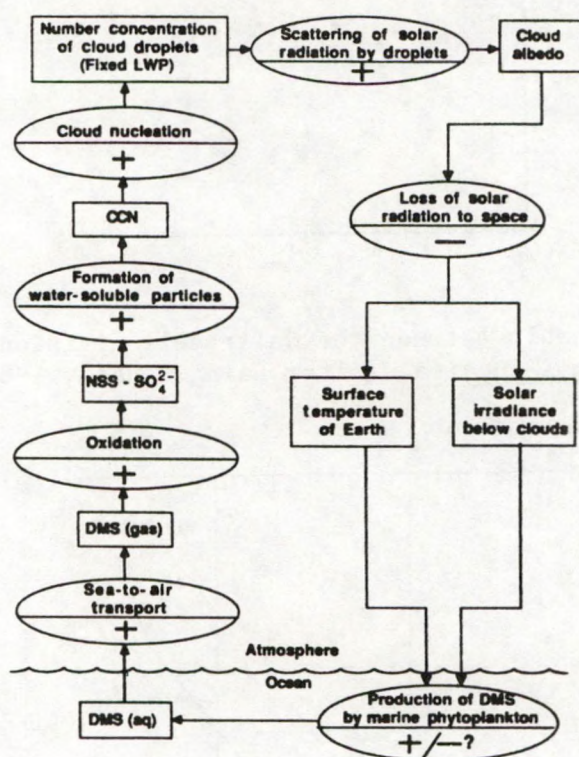 Number concentration
of cloud droplets
(Fixed LWP)
Scattering of solar
radiation by droplets
+
Cloud
albedo
Cloud nucleation
+
Loss of solar
radiation to space
—
CCN
Formation of
water-soluble particles
+
NSS - SO₄²⁻
Surface
temperature
of Earth
Solar
irradiance
below clouds
Oxidation
+
DMS (gas)
Sea-to-air
transport
+
Atmosphere
Ocean
DMS (aq)
Production of DMS
by marine phytoplankton
+/—?